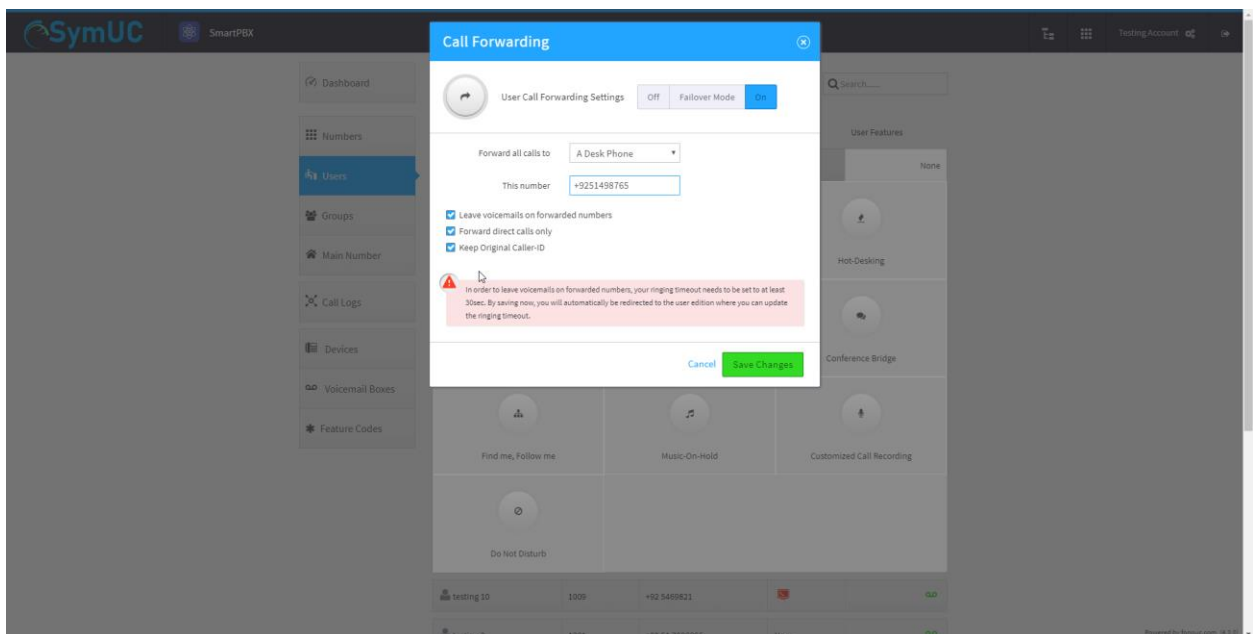 SymUC
SmartPBX
Testing Account
Call Forwarding
User Call Forwarding Settings
Off
Failover Mode
On
Forward all calls to
A Desk Phone
This number
+9251498765
Leave voicemails on forwarded numbers
Forward direct calls only
Keep Original Caller-ID
In order to leave voicemails on forwarded numbers, your ringing timeout needs to be set to at least
30sec. By saving now, you will automatically be redirected to the user edition where you can update
the ringing timeout.
Cancel
Save Changes
Dashboard
Numbers
Users
Groups
Main Number
Call Logs
Devices
Voicemail Boxes
Feature Codes
Search.....
User Features
None
Hot-Desking
Conference Bridge
Find me, Follow me
Music-On-Hold
Customized Call Recording
Do Not Disturb
testing 10
1009
+92 5469821